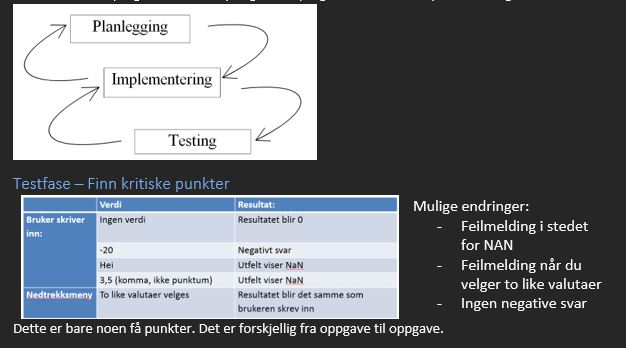 Planlegging
Implementering
Testing
Testfase – Finn kritiske punkter
Verdi Resultat:
Bruker skriver inn: Ingen verdi Resultatet blir 0
-20 Negativt svar
Hei Utfelt viser NaN
3,5 (komma, ikke punktum) Utfelt viser NaN
Nedtrekksmeny To like valutaer velges Resultatet blir det samme som brukeren skrev inn
Mulige endringer:
- Feilmelding i stedet
for NAN
- Feilmelding når du
velger to like valutaer
- Ingen negative svar
Dette er bare noen få punkter. Det er forskjellig fra oppgave til oppgave.